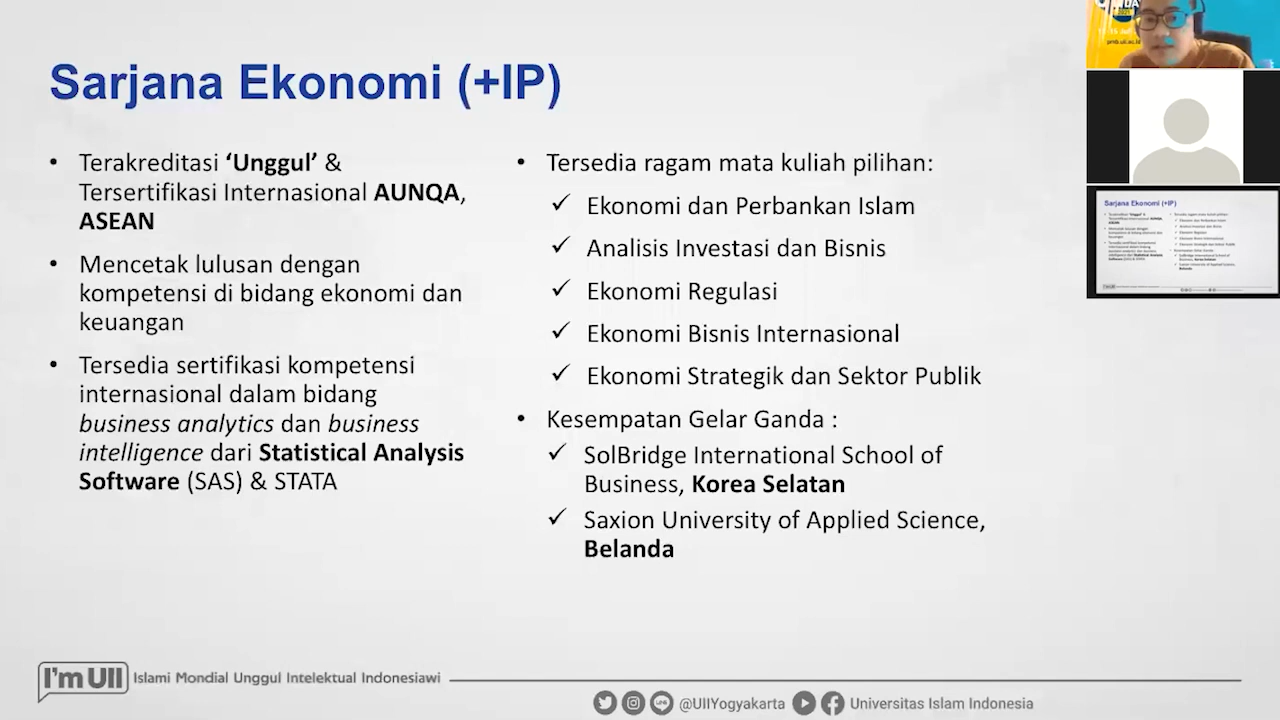 Sarjana Ekonomi (+IP)
• Terakreditasi ‘Unggul’ &
Tersertifikasi Internasional AUNQA,
ASEAN
• Mencetak lulusan dengan
kompetensi di bidang ekonomi dan
keuangan
• Tersedia sertifikasi kompetensi
internasional dalam bidang
business analytics dan business
intelligence dari Statistical Analysis
Software (SAS) & STATA
• Tersedia ragam mata kuliah pilihan:
✓ Ekonomi dan Perbankan Islam
✓ Analisis Investasi dan Bisnis
✓ Ekonomi Regulasi
✓ Ekonomi Bisnis Internasional
✓ Ekonomi Strategik dan Sektor Publik
• Kesempatan Gelar Ganda :
✓ SolBridge International School of
Business, Korea Selatan
✓ Saxion University of Applied Science,
Belanda
I'm UII Islami Mondial Unggul Intelektual Indonesiawi
@UIIYogyakarta Universitas Islam Indonesia
Sarjana Ekonomi (+IP)